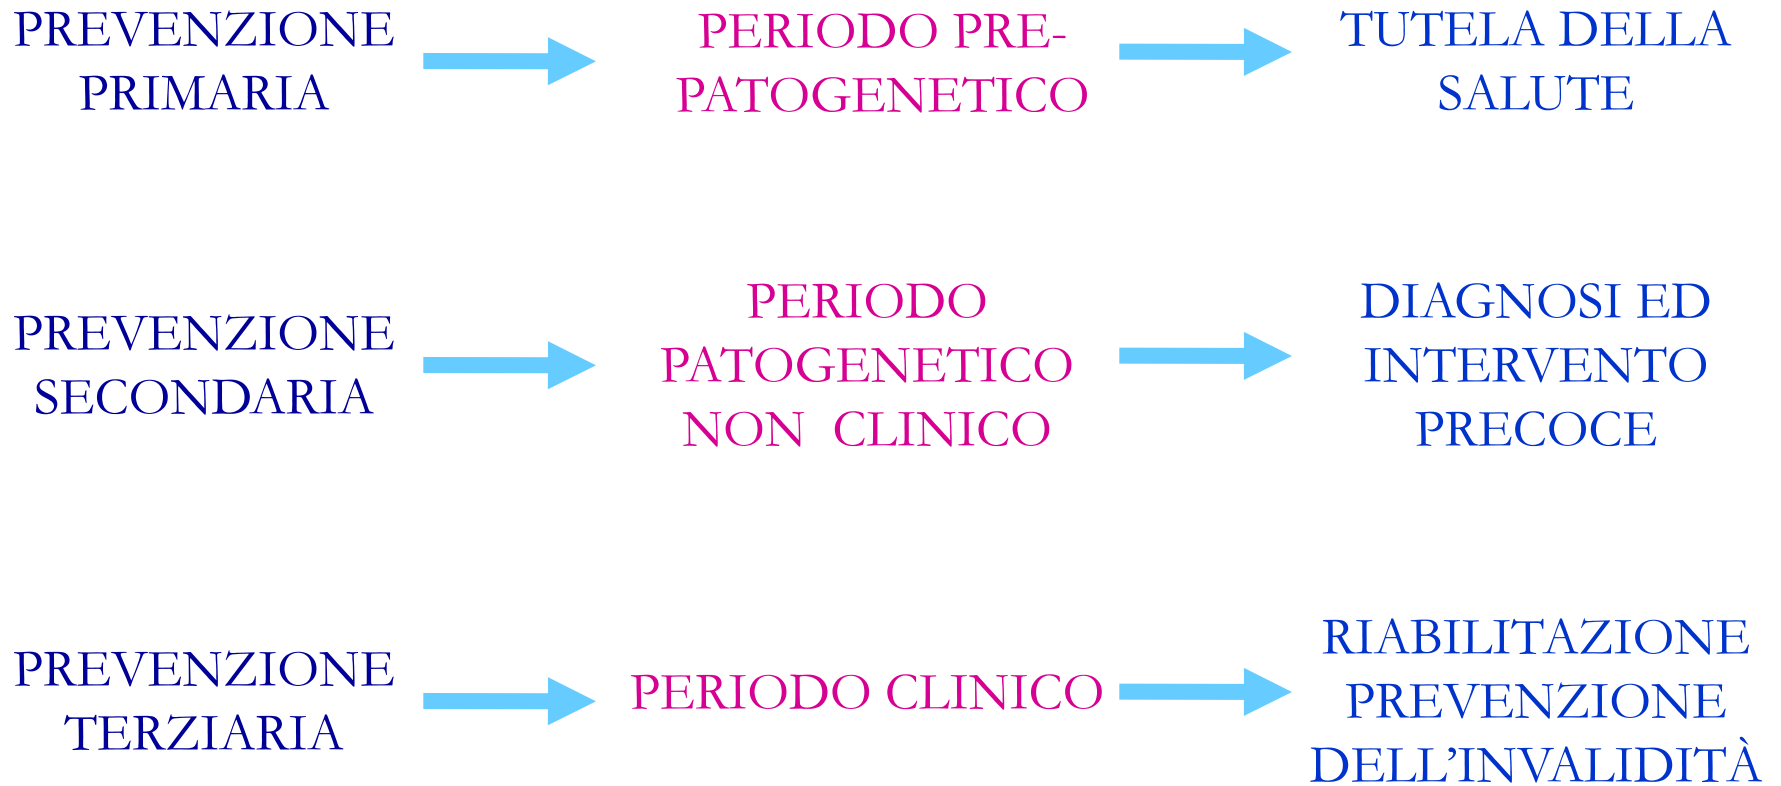 PREVENZIONE
PRIMARIA
PERIODO PRE-
PATOGENETICO
TUTELA DELLA
SALUTE
PREVENZIONE
SECONDARIA
PERIODO
PATOGENETICO
NON CLINICO
DIAGNOSI ED
INTERVENTO
PRECOCE
PREVENZIONE
TERZIARIA
PERIODO CLINICO
RIABILITAZIONE
PREVENZIONE
DELL’INVALIDITÀ